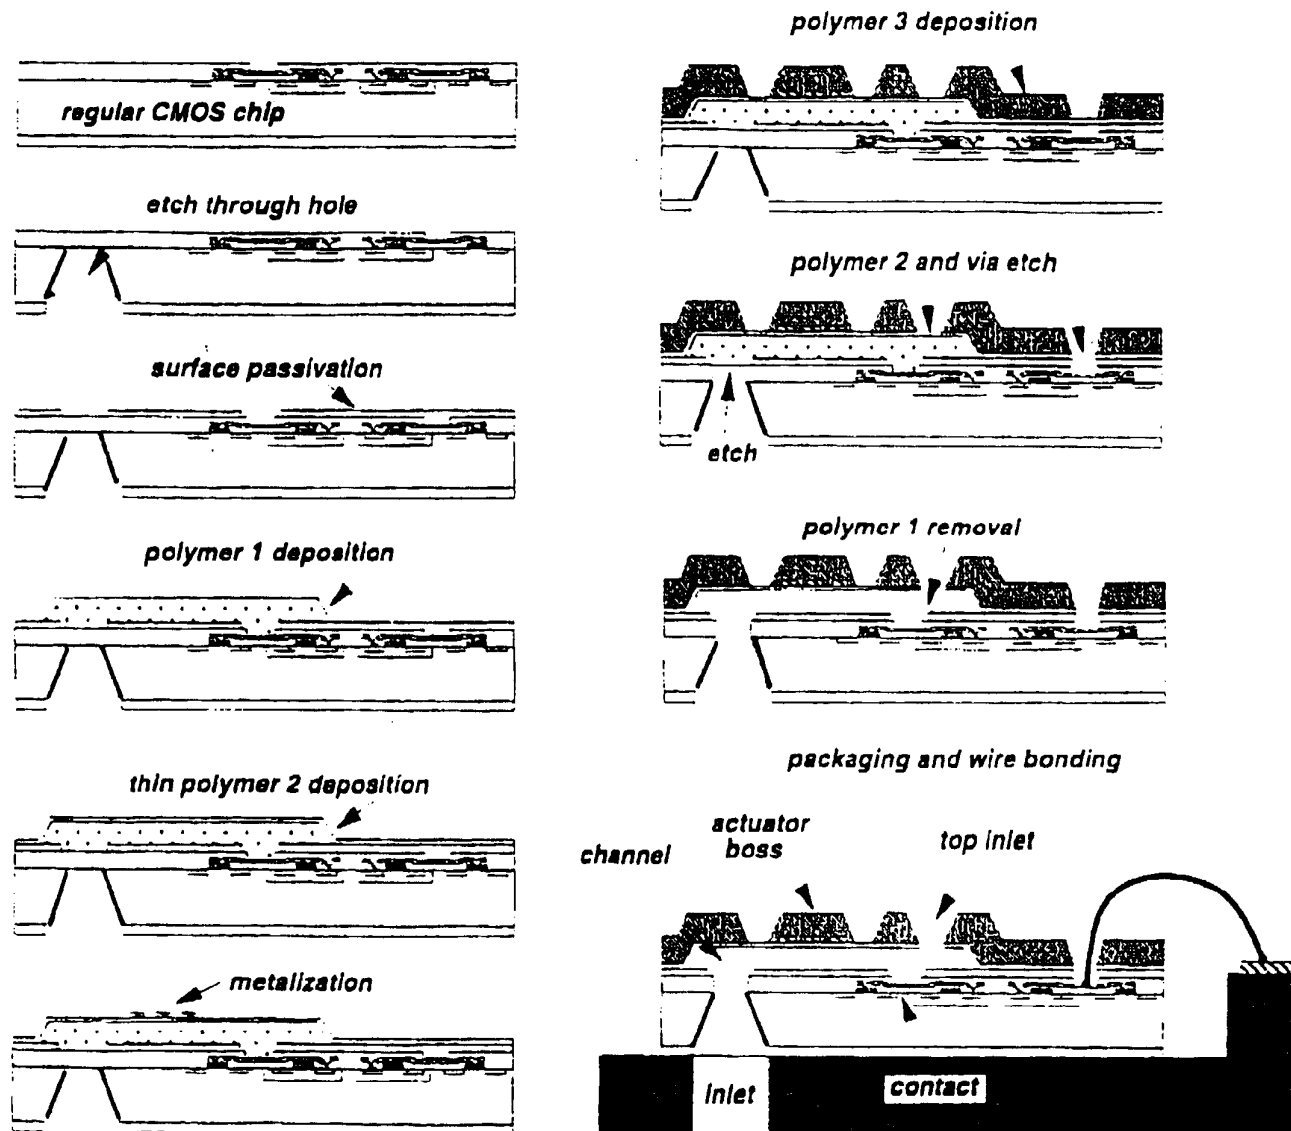 regular CMOS chip
etch through hole
surface passivation
polymer 1 deposition
thin polymer 2 deposition
metalization
polymer 3 deposition
polymer 2 and via etch
etch
polymer 1 removal
packaging and wire bonding
channel
actuator
boss
top inlet
inlet
contact